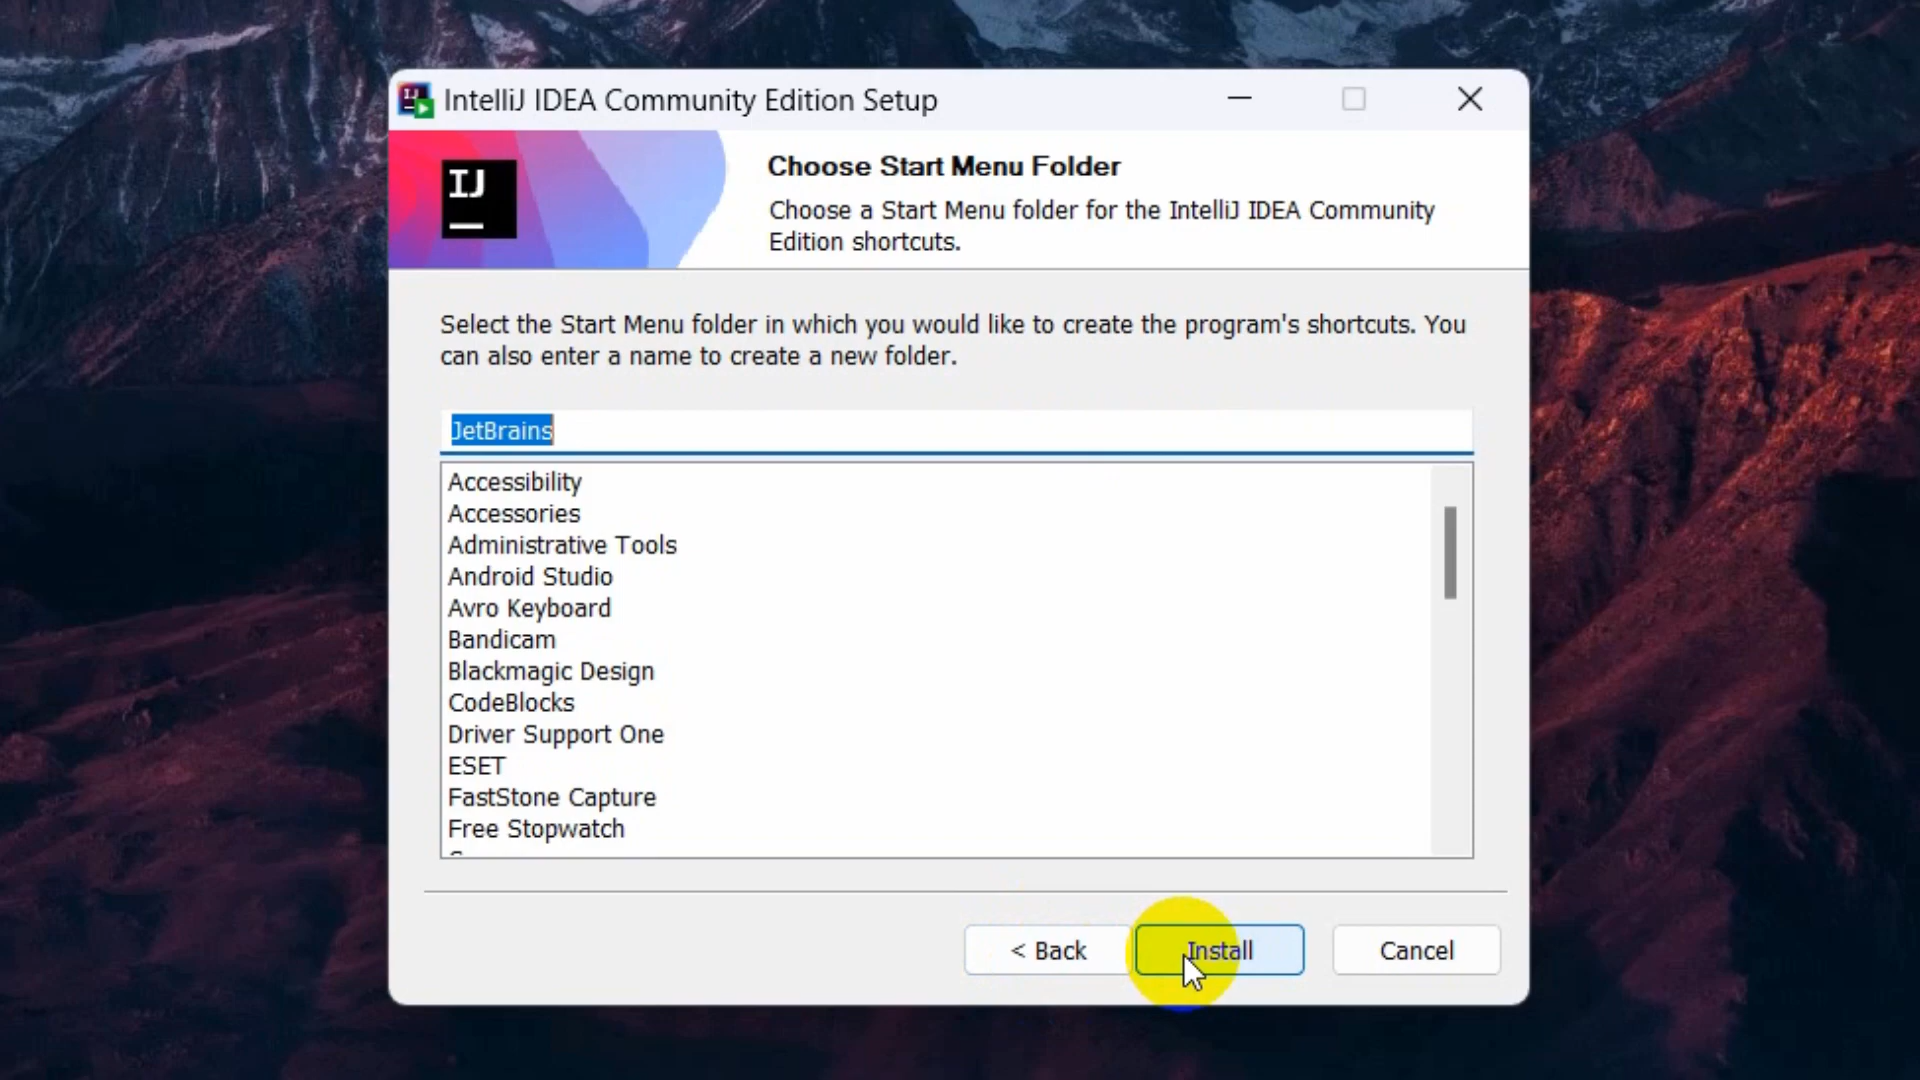 IntelliJ IDEA Community Edition Setup
IJ
Choose Start Menu Folder
Choose a Start Menu folder for the IntelliJ IDEA Community
Edition shortcuts.
Select the Start Menu folder in which you would like to create the program's shortcuts. You
can also enter a name to create a new folder.
JetBrains
Accessibility
Accessories
Administrative Tools
Android Studio
Avro Keyboard
Bandicam
Blackmagic Design
CodeBlocks
Driver Support One
ESET
FastStone Capture
Free Stopwatch
< Back
Install
Cancel